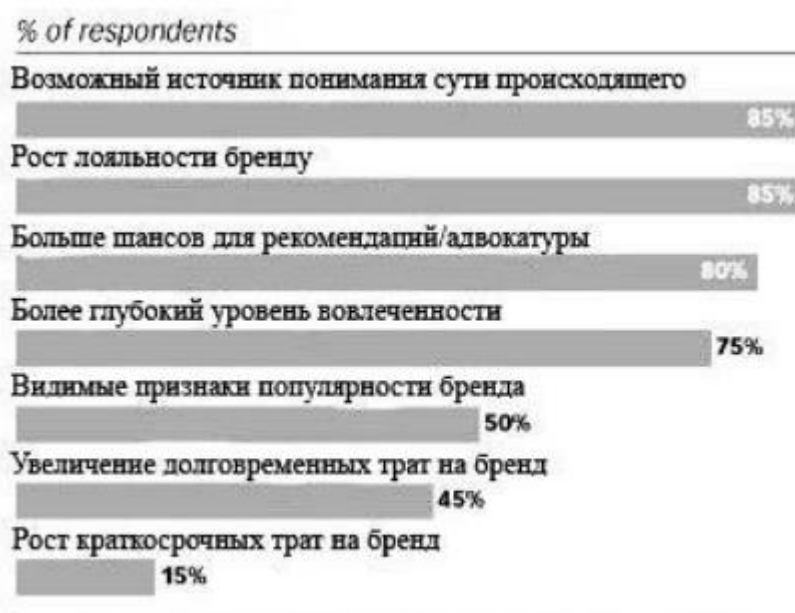 % of respondents
Возможный источник понимания сути происходящего
85%
Рост лояльности бренду
85%
Больше шансов для рекомендаций/адвокатуры
80%
Более глубокий уровень вовлеченности
75%
Видимые признаки популярности бренда
50%
Увеличение долговременных трат на бренд
45%
Рост краткосрочных трат на бренд
15%